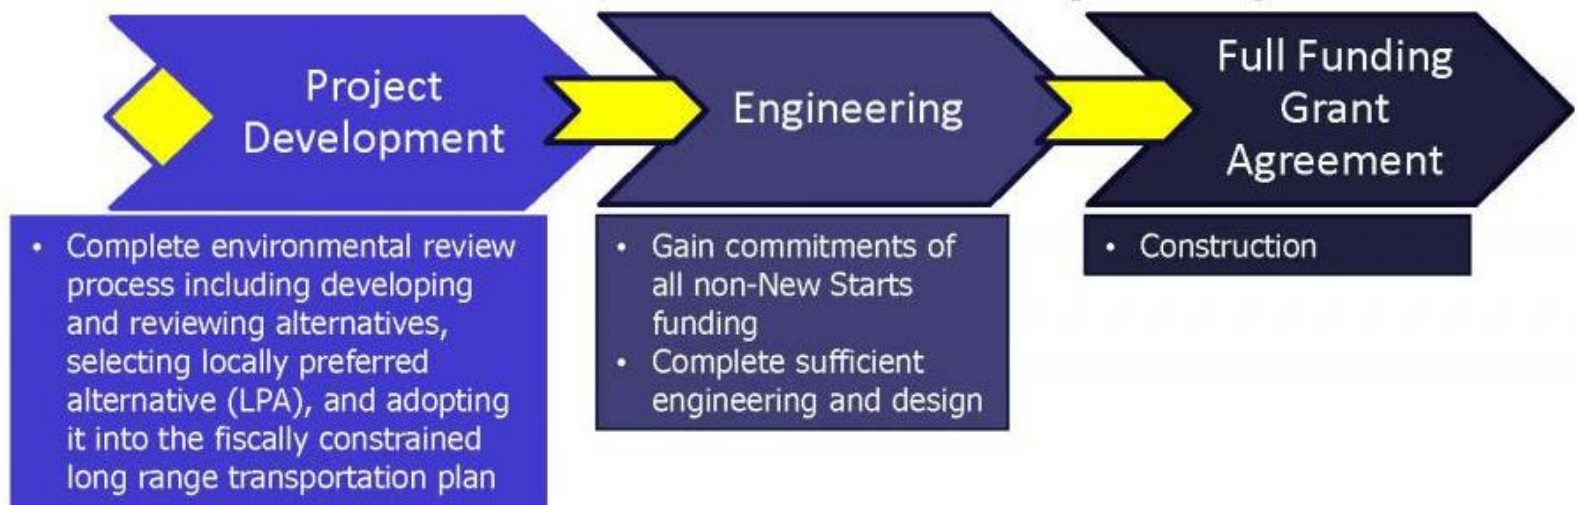 Project
Development
Engineering
Full Funding
Grant
Agreement
• Complete environmental review
process including developing
and reviewing alternatives,
selecting locally preferred
alternative (LPA), and adopting
it into the fiscally constrained
long range transportation plan
• Gain commitments of
all non-New Starts
funding
• Complete sufficient
engineering and design
• Construction